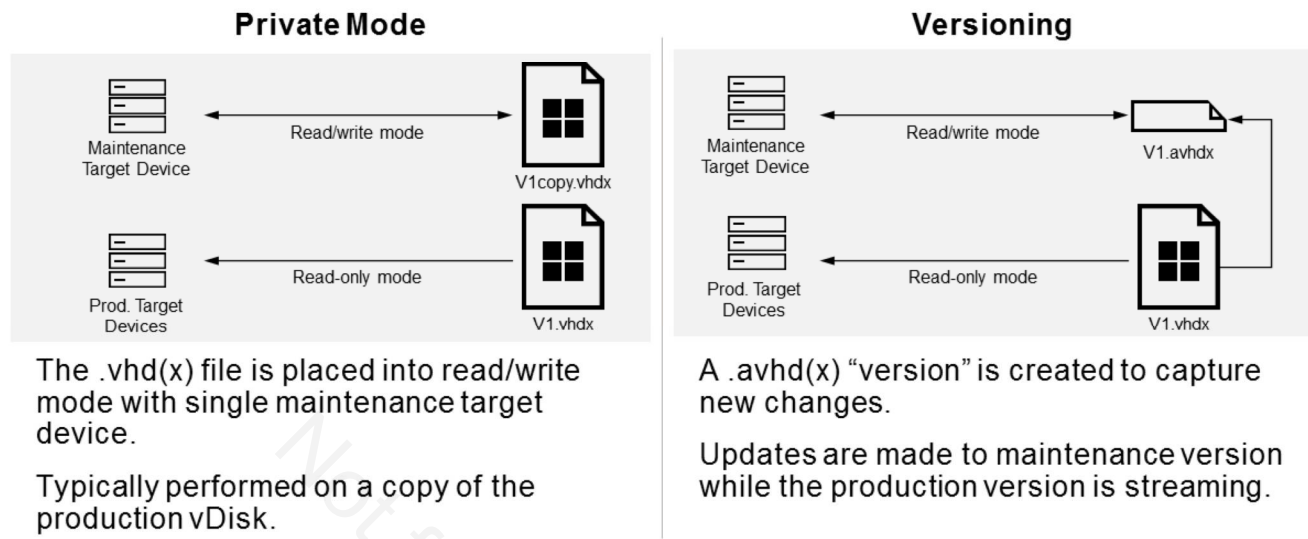 Private Mode
Maintenance
Target Device
Read/write mode
V1copy.vhdx
Prod. Target
Devices
Read-only mode
V1.vhdx
The .vhd(x) file is placed into read/write
mode with single maintenance target
device.
Typically performed on a copy of the
production vDisk.
Versioning
Maintenance
Target Device
Read/write mode
V1.avhdx
Prod. Target
Devices
Read-only mode
V1.vhdx
A .avhd(x) “version” is created to capture
new changes.
Updates are made to maintenance version
while the production version is streaming.
Not f